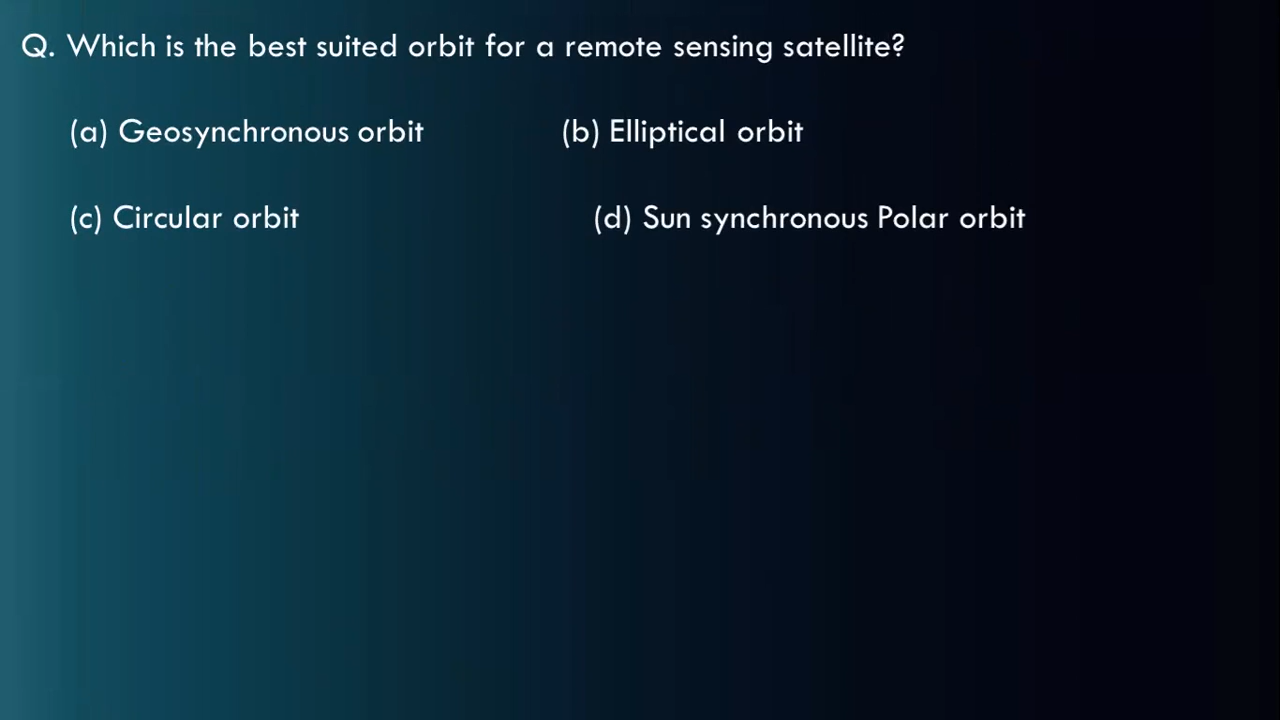 Q. Which is the best suited orbit for a remote sensing satellite?
(a) Geosynchronous orbit (b) Elliptical orbit
(c) Circular orbit (d) Sun synchronous Polar orbit